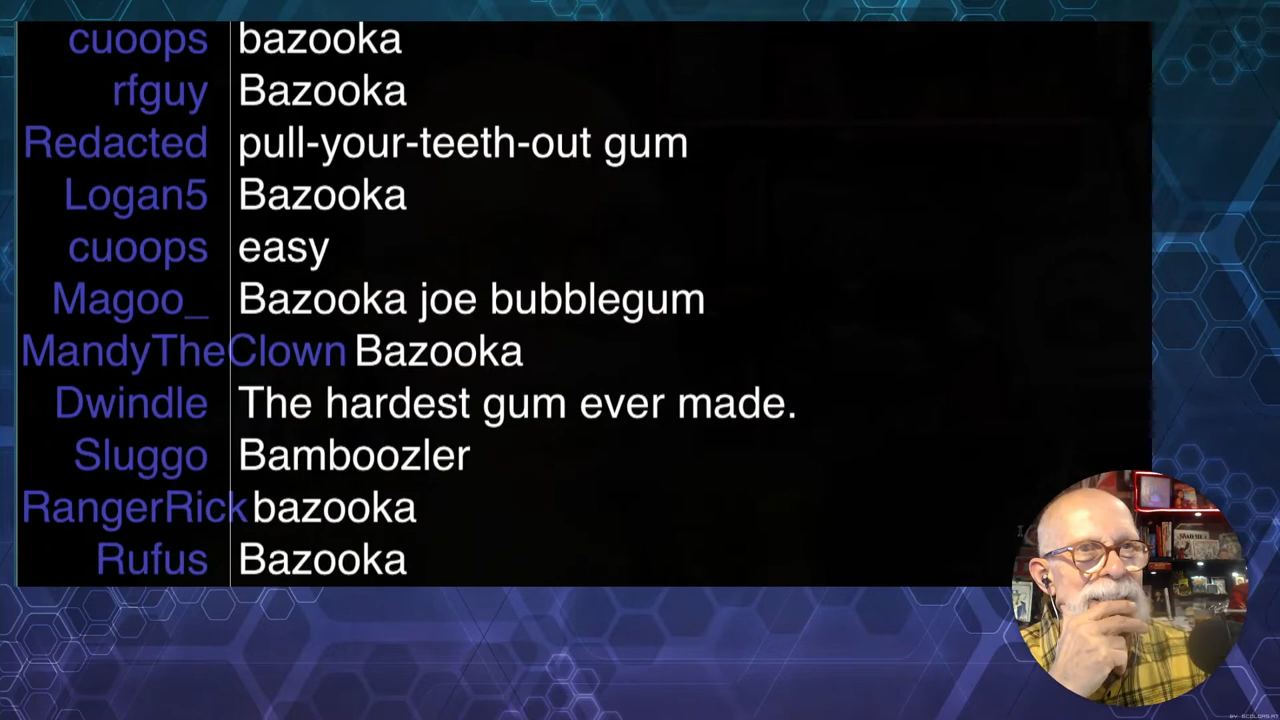 cuoops bazooka
rfguy Bazooka
Redacted pull-your-teeth-out gum
Logan5 Bazooka
cuoops easy
Magoo_ Bazooka joe bubblegum
MandyTheClown Bazooka
Dwindle The hardest gum ever made.
Sluggo Bamboozler
RangerRick bazooka
Rufus Bazooka